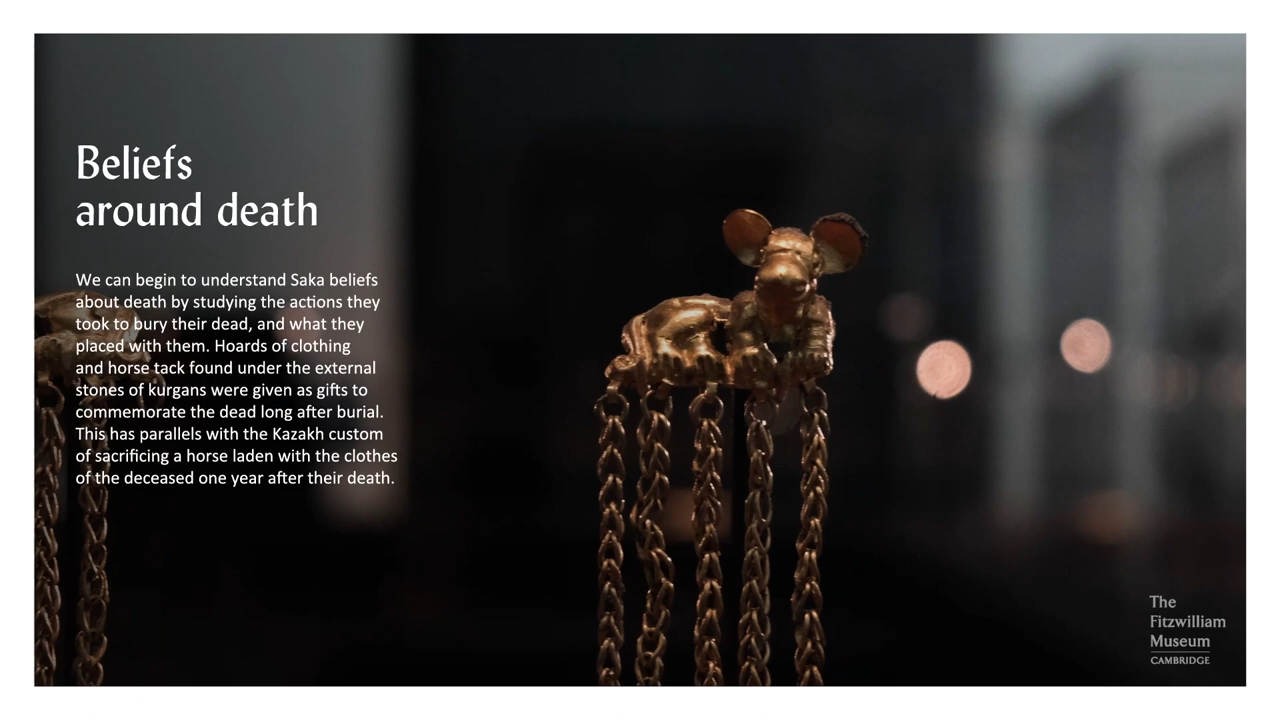 Beliefs
around death
We can begin to understand Saka beliefs
about death by studying the actions they
took to bury their dead, and what they
placed with them. Hoards of clothing
and horse tack found under the external
stones of kurgans were given as gifts to
commemorate the dead long after burial.
This has parallels with the Kazakh custom
of sacrificing a horse laden with the clothes
of the deceased one year after their death.
The
Fitzwilliam
Museum
CAMBRIDGE